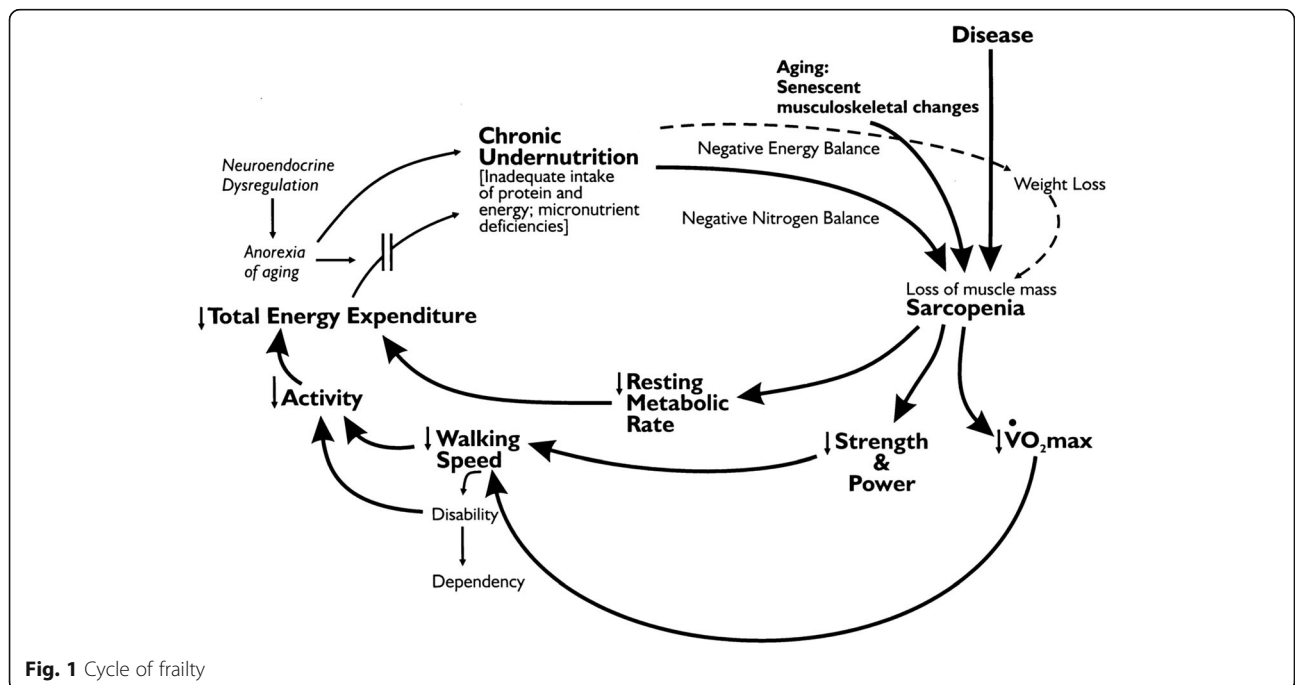 Disease
Aging:
Senescent
musculoskeletal changes
Chronic
Undernutrition
[Inadequate intake
of protein and
energy; micronutrient
deficiencies]
Negative Energy Balance
Neuroendocrine
Dysregulation
Weight Loss
Negative Nitrogen Balance
Anorexia
of aging
Loss of muscle mass
Sarcopenia
↓Total Energy Expenditure
↓Resting
Metabolic
Rate
↓Activity
↓Walking
Speed
↓Strength
&
Power
↓V̇O₂max
Disability
Dependency
Fig. 1 Cycle of frailty